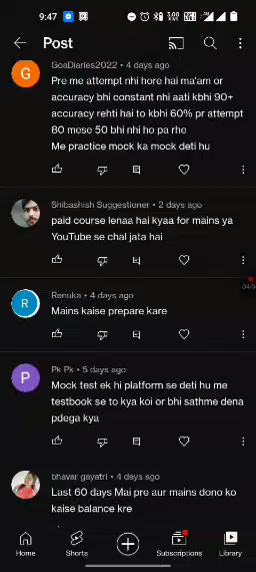 9:47
Post
GoaDiaries2022 • 4 days ago
Pre me attempt nhi hore hai ma'am or
accuracy bhi constant nhi aati kbhi 90+
accuracy rehti hai to kbhi 60% pr attempt
80 mese 50 bhi nhi ho pa rhe
Me practice mock ka mock deti hu
Shibashish Suggestioner • 2 days ago
paid course lenaa hai kyaa for mains ya
YouTube se chal jata hai
Renuka • 4 days ago
Mains kaise prepare kare
Pk Pk • 5 days ago
Mock test ek hi platform se deti hu me
testbook se to kya koi or bhi sathme dena
pdega kya
bhavar gayatri • 4 days ago
Last 60 days Mai pre aur mains dono ko
kaise balance kre
Home
Shorts
Subscriptions
Library